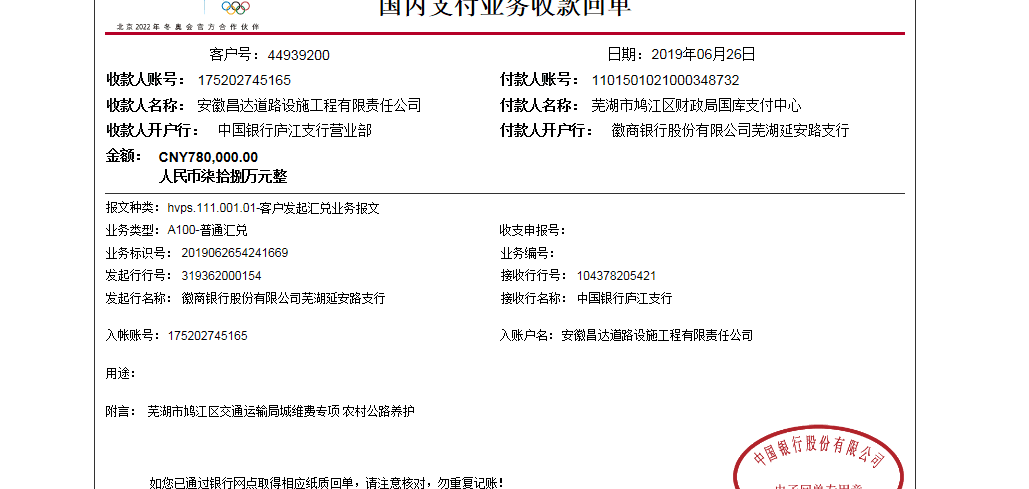 国内支付业务收款回单
北京2022年冬奥会官方合作伙伴
客户号：44939200 日期：2019年06月26日
收款人账号：175202745165 付款人账号：1101501021000348732
收款人名称：安徽昌达道路设施工程有限责任公司 付款人名称：芜湖市鸠江区财政局国库支付中心
收款人开户行：中国银行庐江支行营业部 付款人开户行：徽商银行股份有限公司芜湖延安路支行
金额：CNY780,000.00
人民币柒拾捌万元整
报文种类：hvps.111.001.01-客户发起汇兑业务报文
业务类型：A100-普通汇兑 收支申报号：
业务标识号：2019062654241669 业务编号：
发起行行号：319362000154 接收行行号：104378205421
发起行名称：徽商银行股份有限公司芜湖延安路支行 接收行名称：中国银行庐江支行
入帐账号：175202745165 入账户名：安徽昌达道路设施工程有限责任公司
用途：
附言：芜湖市鸠江区交通运输局城维费专项 农村公路养护
中国银行股份有限公司
电子回单专用章
如您已通过银行网点取得相应纸质回单，请注意核对，勿重复记账！